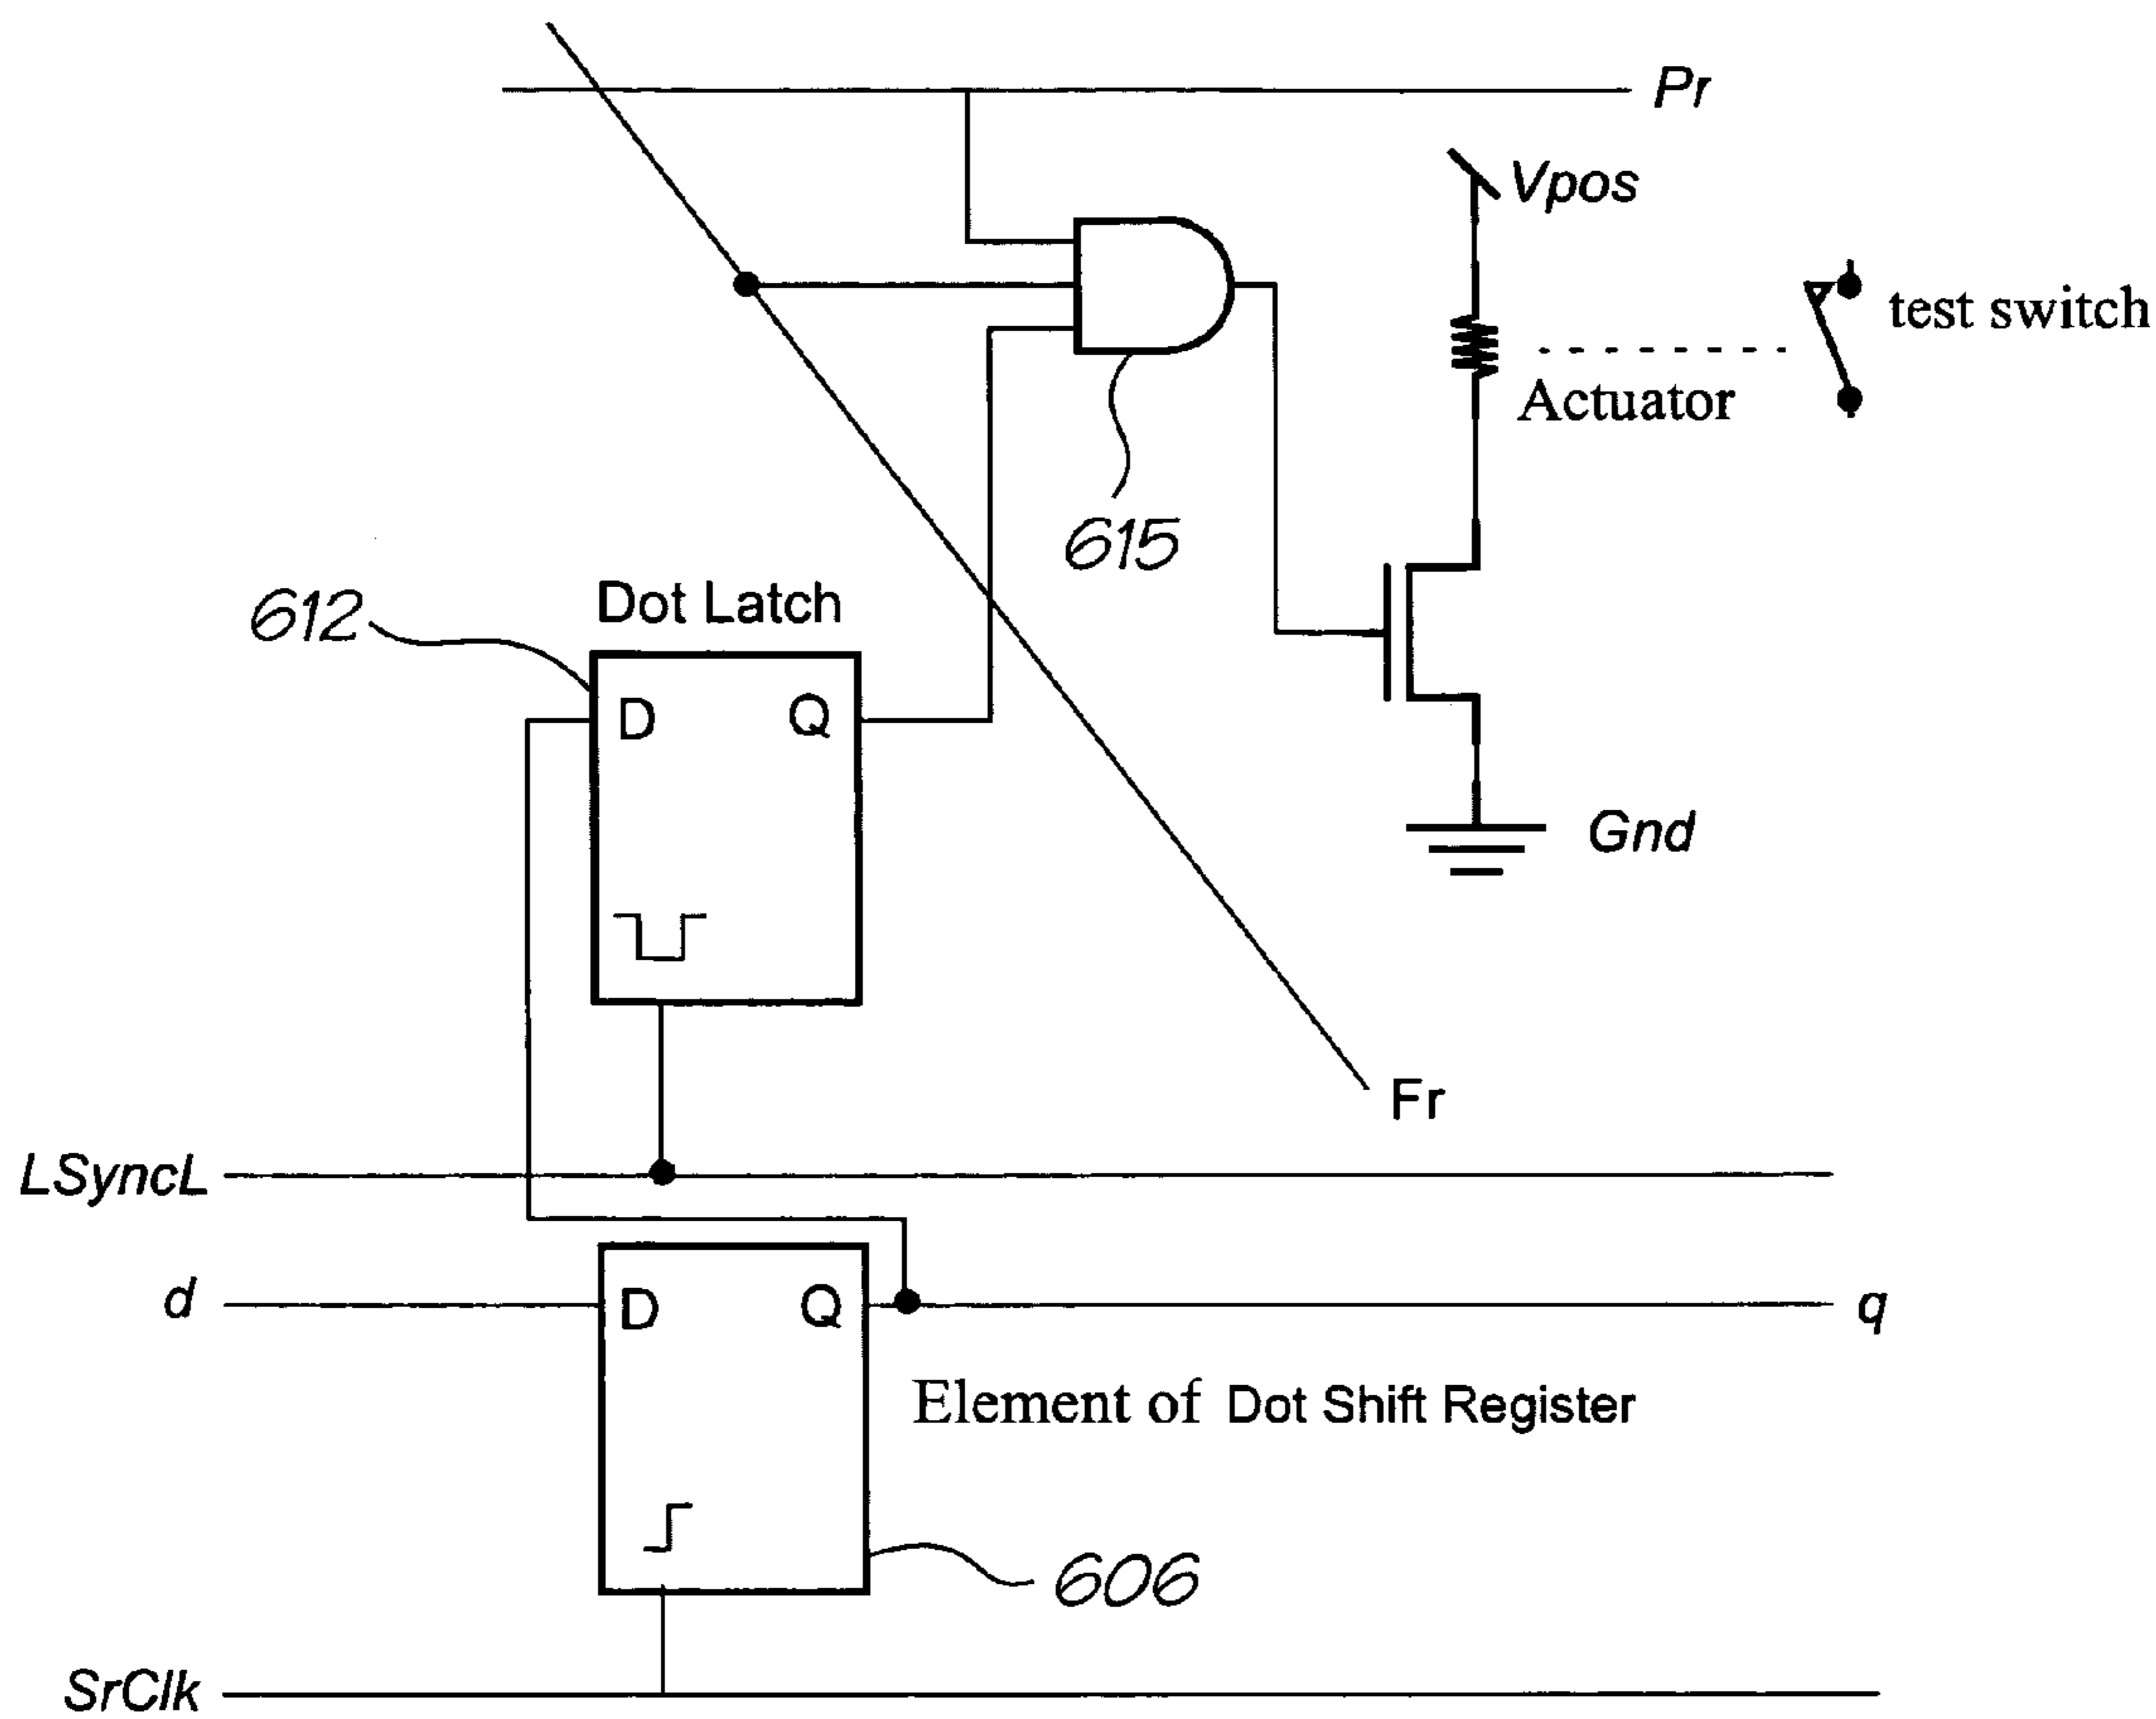 Pr
Vpos
test switch
Actuator
615
612
Dot Latch
D Q
Gnd
Fr
LSyncL
d
D Q
q
Element of Dot Shift Register
606
SrClk